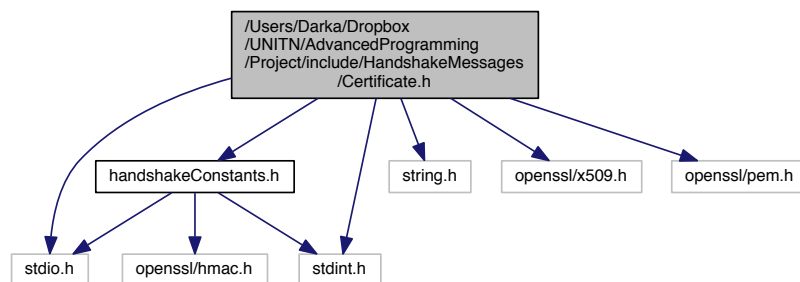 /Users/Darka/Dropbox
/UNITN/AdvancedProgramming
/Project/include/HandshakeMessages
/Certificate.h
handshakeConstants.h
string.h
openssl/x509.h
openssl/pem.h
stdio.h
openssl/hmac.h
stdint.h